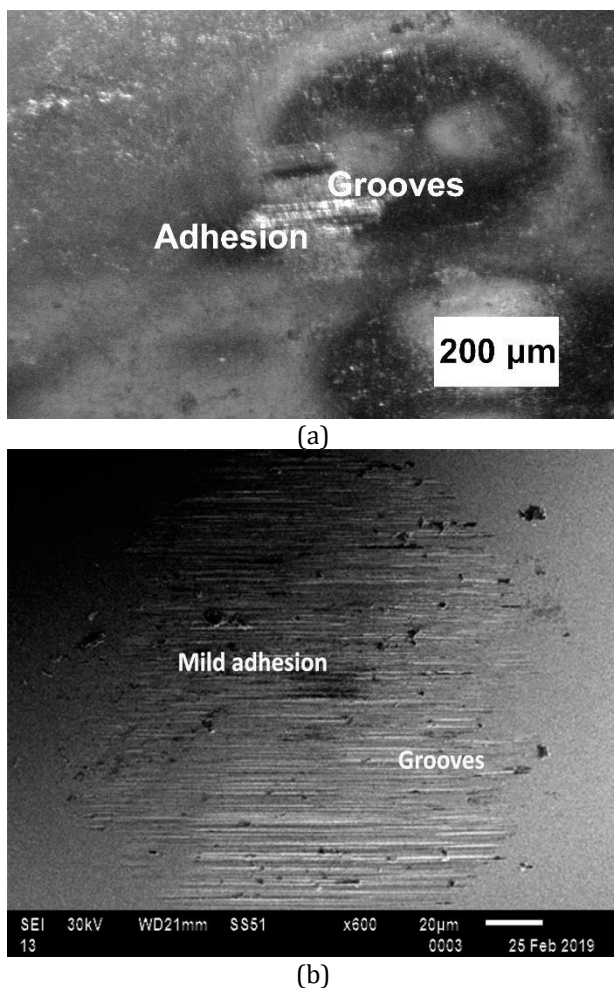 Grooves
Adhesion
200 µm
(a)
Mild adhesion
Grooves
SEI 30kV WD21mm SS51 x600 20µm
13 0003 25 Feb 2019
(b)